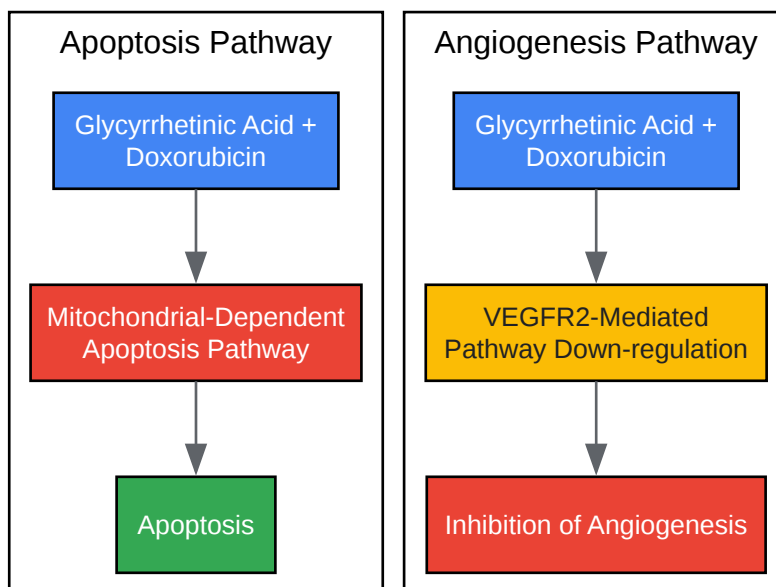 Apoptosis Pathway
Glycyrrhetinic Acid +
Doxorubicin
Mitochondrial-Dependent
Apoptosis Pathway
Apoptosis
Angiogenesis Pathway
Glycyrrhetinic Acid +
Doxorubicin
VEGFR2-Mediated
Pathway Down-regulation
Inhibition of Angiogenesis